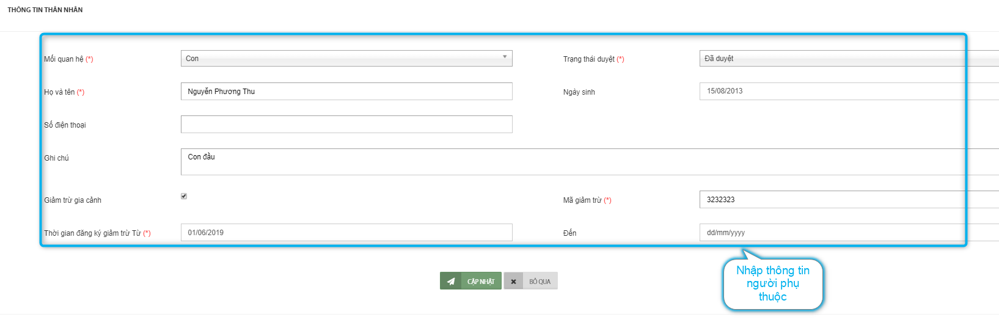 THÔNG TIN THÂN NHÂN
Mối quan hệ (*)
Con
Trạng thái duyệt (*)
Đã duyệt
Họ và tên (*)
Nguyễn Phương Thu
Ngày sinh
15/08/2013
Số điện thoại
Ghi chú
Con đầu
Giảm trừ gia cảnh
Mã giảm trừ (*)
3232323
Thời gian đăng ký giảm trừ Từ (*)
01/06/2019
Đến
dd/mm/yyyy
CẬP NHẬT
BỎ QUA
Nhập thông tin
người phụ
thuộc